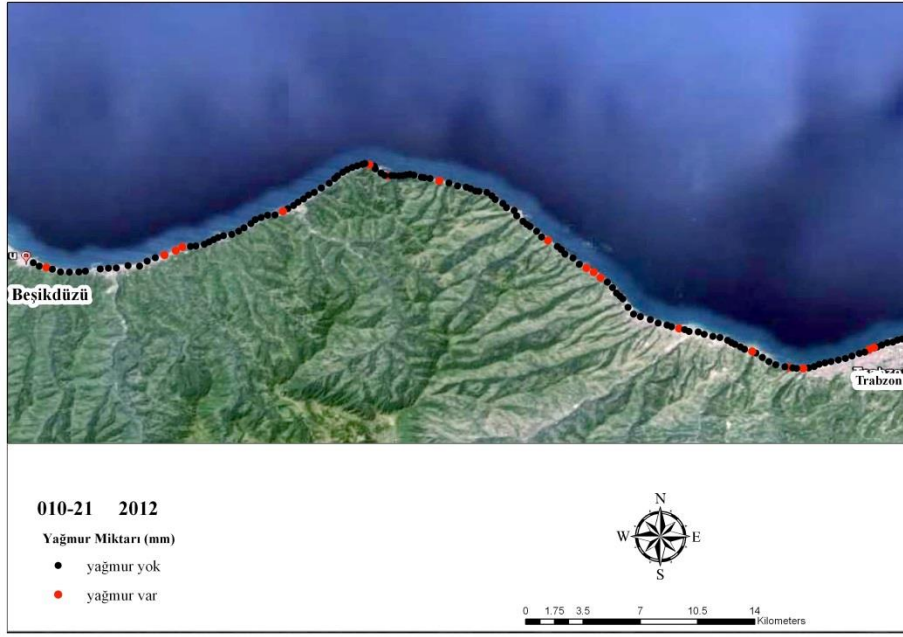 u
Beşikdüzü
Trabzon
Trabzon
010-21 2012
Yağmur Miktarı (mm)
yağmur yok
yağmur var
N
W E
S
0 1.75 3.5 7 10.5 14
Kilometers